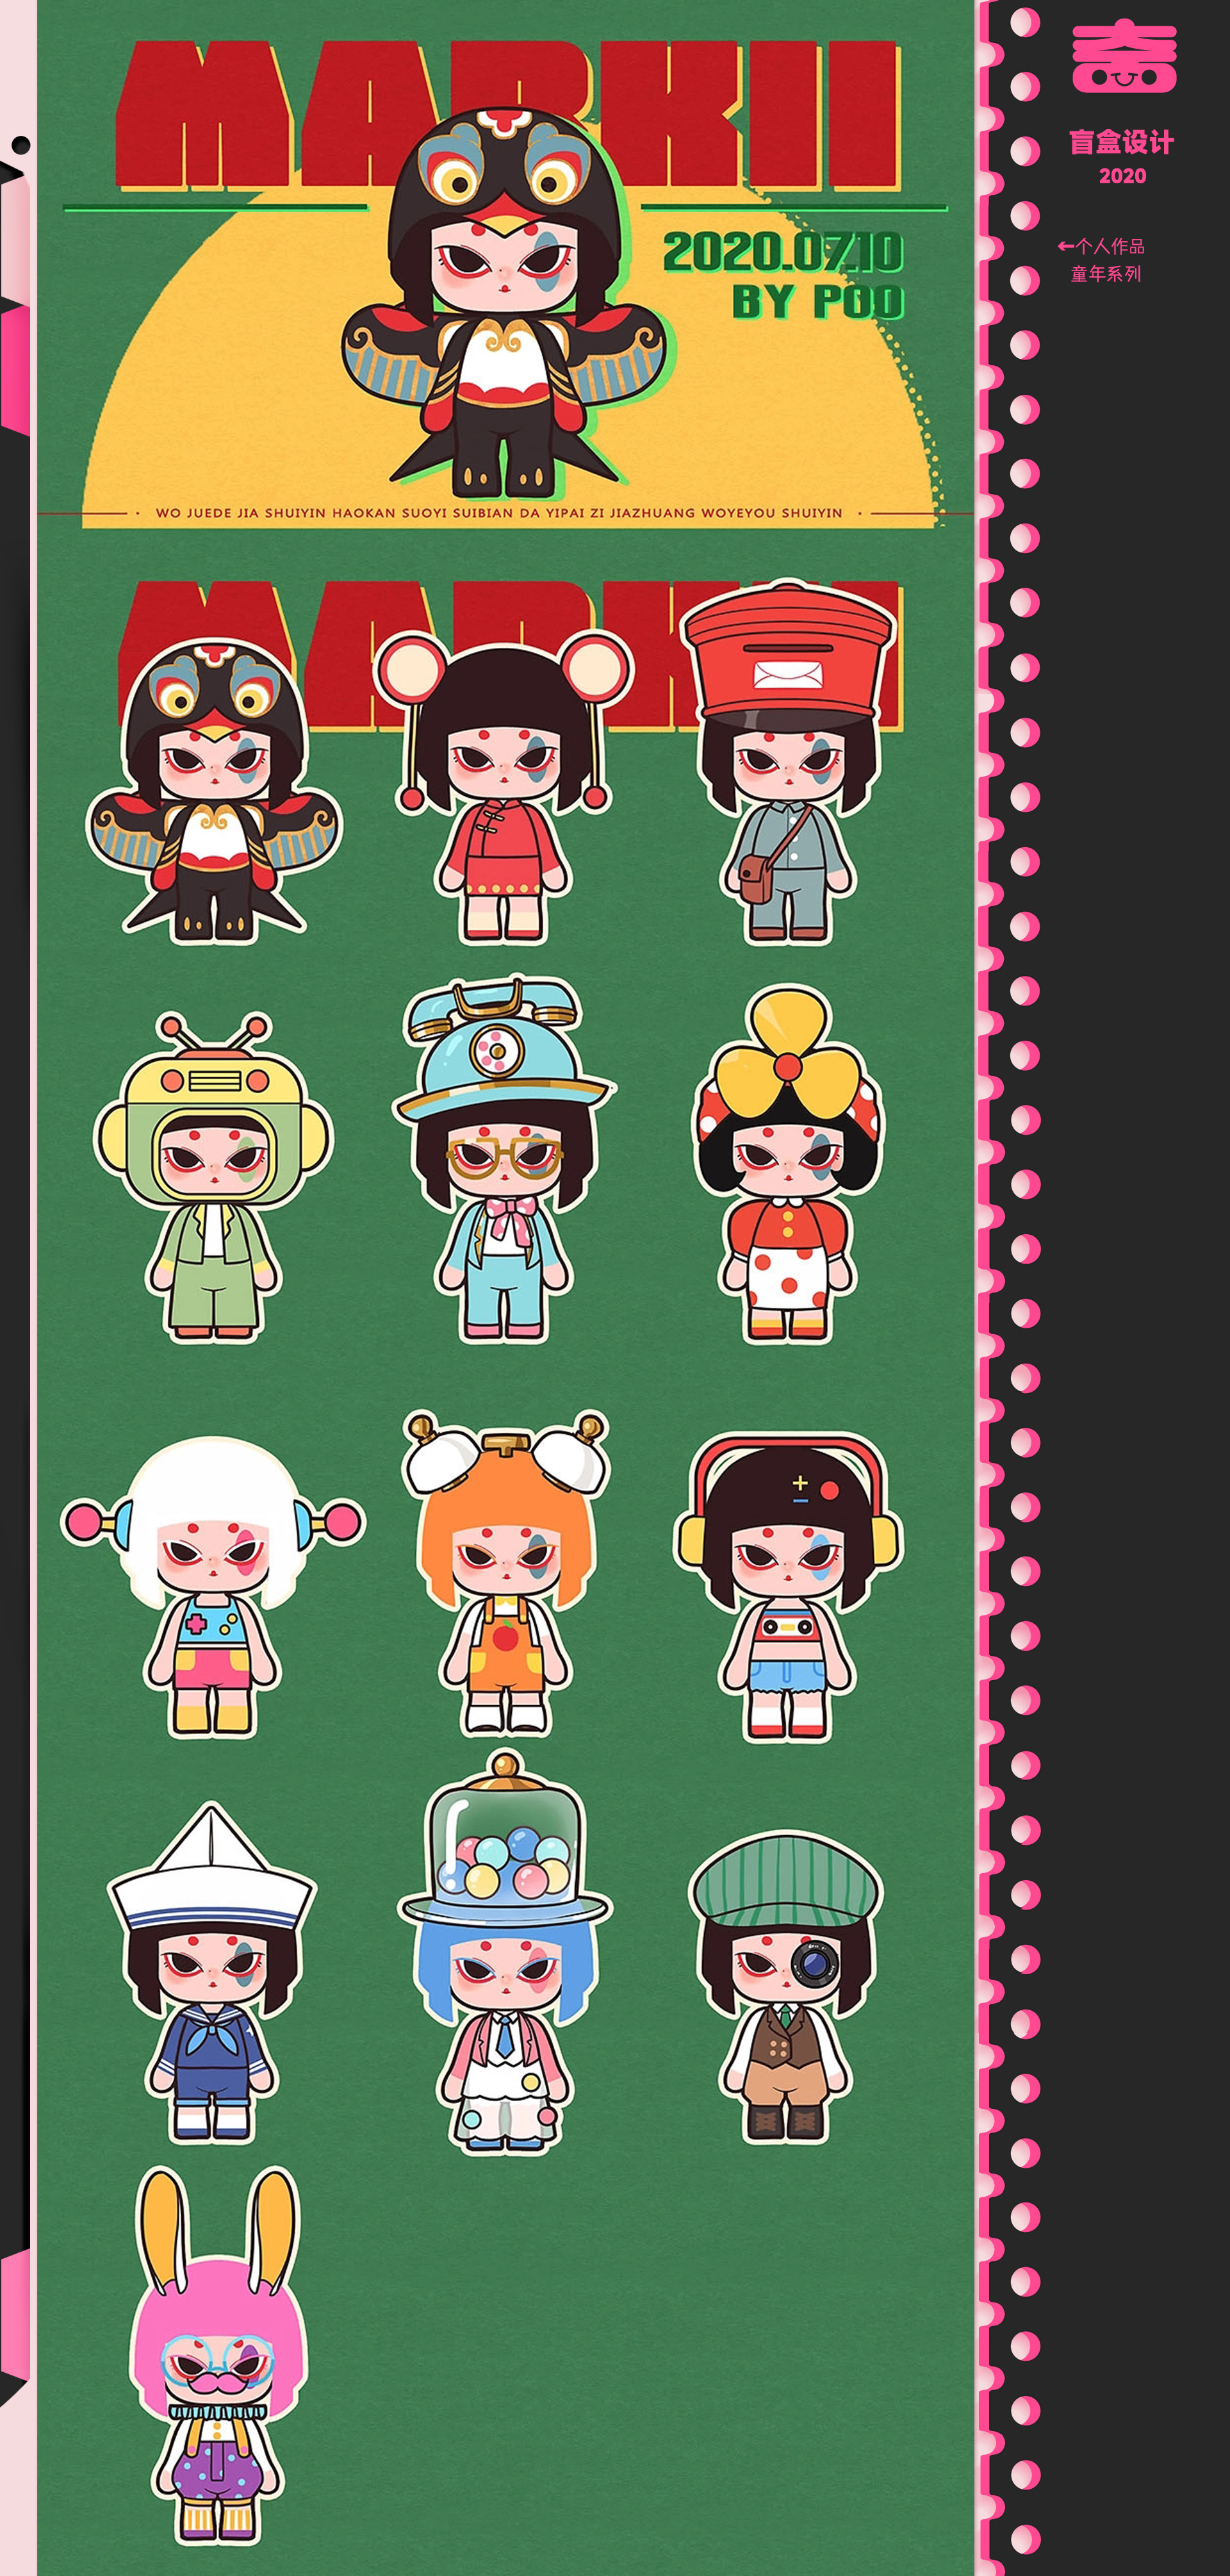 MARKII
2020.07.10
BY POO
WO JUEDE JIA SHUIYIN HAOKAN SUOYI SUIBIAN DA YIPAI ZI JIAZHUANG WOYEYOU SHUIYIN
MARKII
盲盒设计
2020
←个人作品
童年系列